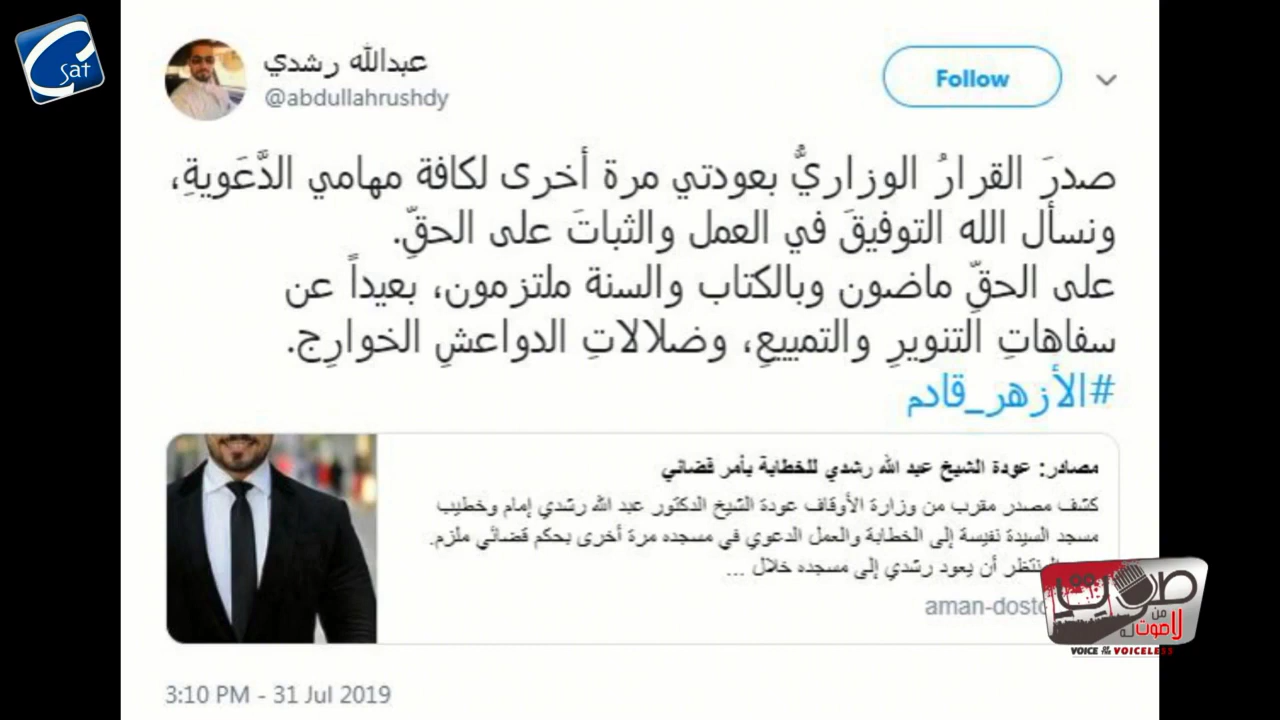 Sat
عبدالله رشدي
@abdullahrushdy
Follow
صدرَ القرارُ الوزاريُّ بعودتي مرة أخرى لكافة مهامي الدَّعَويةِ،
ونسأل الله التوفيقَ في العمل والثباتَ على الحقِّ.
على الحقِّ ماضون وبالكتاب والسنة ملتزمون، بعيداً عن
سفاهاتِ التنويرِ والتمييعِ، وضلالاتِ الدواعشِ الخوارِج.
#الأزهر_قادم
مصادر: عودة الشيخ عبد الله رشدي للخطابة بأمر قضائي
كشف مصدر مقرب من وزارة الأوقاف عودة الشيخ الدكتور عبد الله رشدي إمام وخطيب
مسجد السيدة نفيسة إلى الخطابة والعمل الدعوي في مسجده مرة أخرى بحكم قضائي ملزم.
أن يعود رشدي إلى مسجده خلال ...
صوت
من
لا صوت له
VOICE OF THE VOICELESS
3:10 PM - 31 Jul 2019